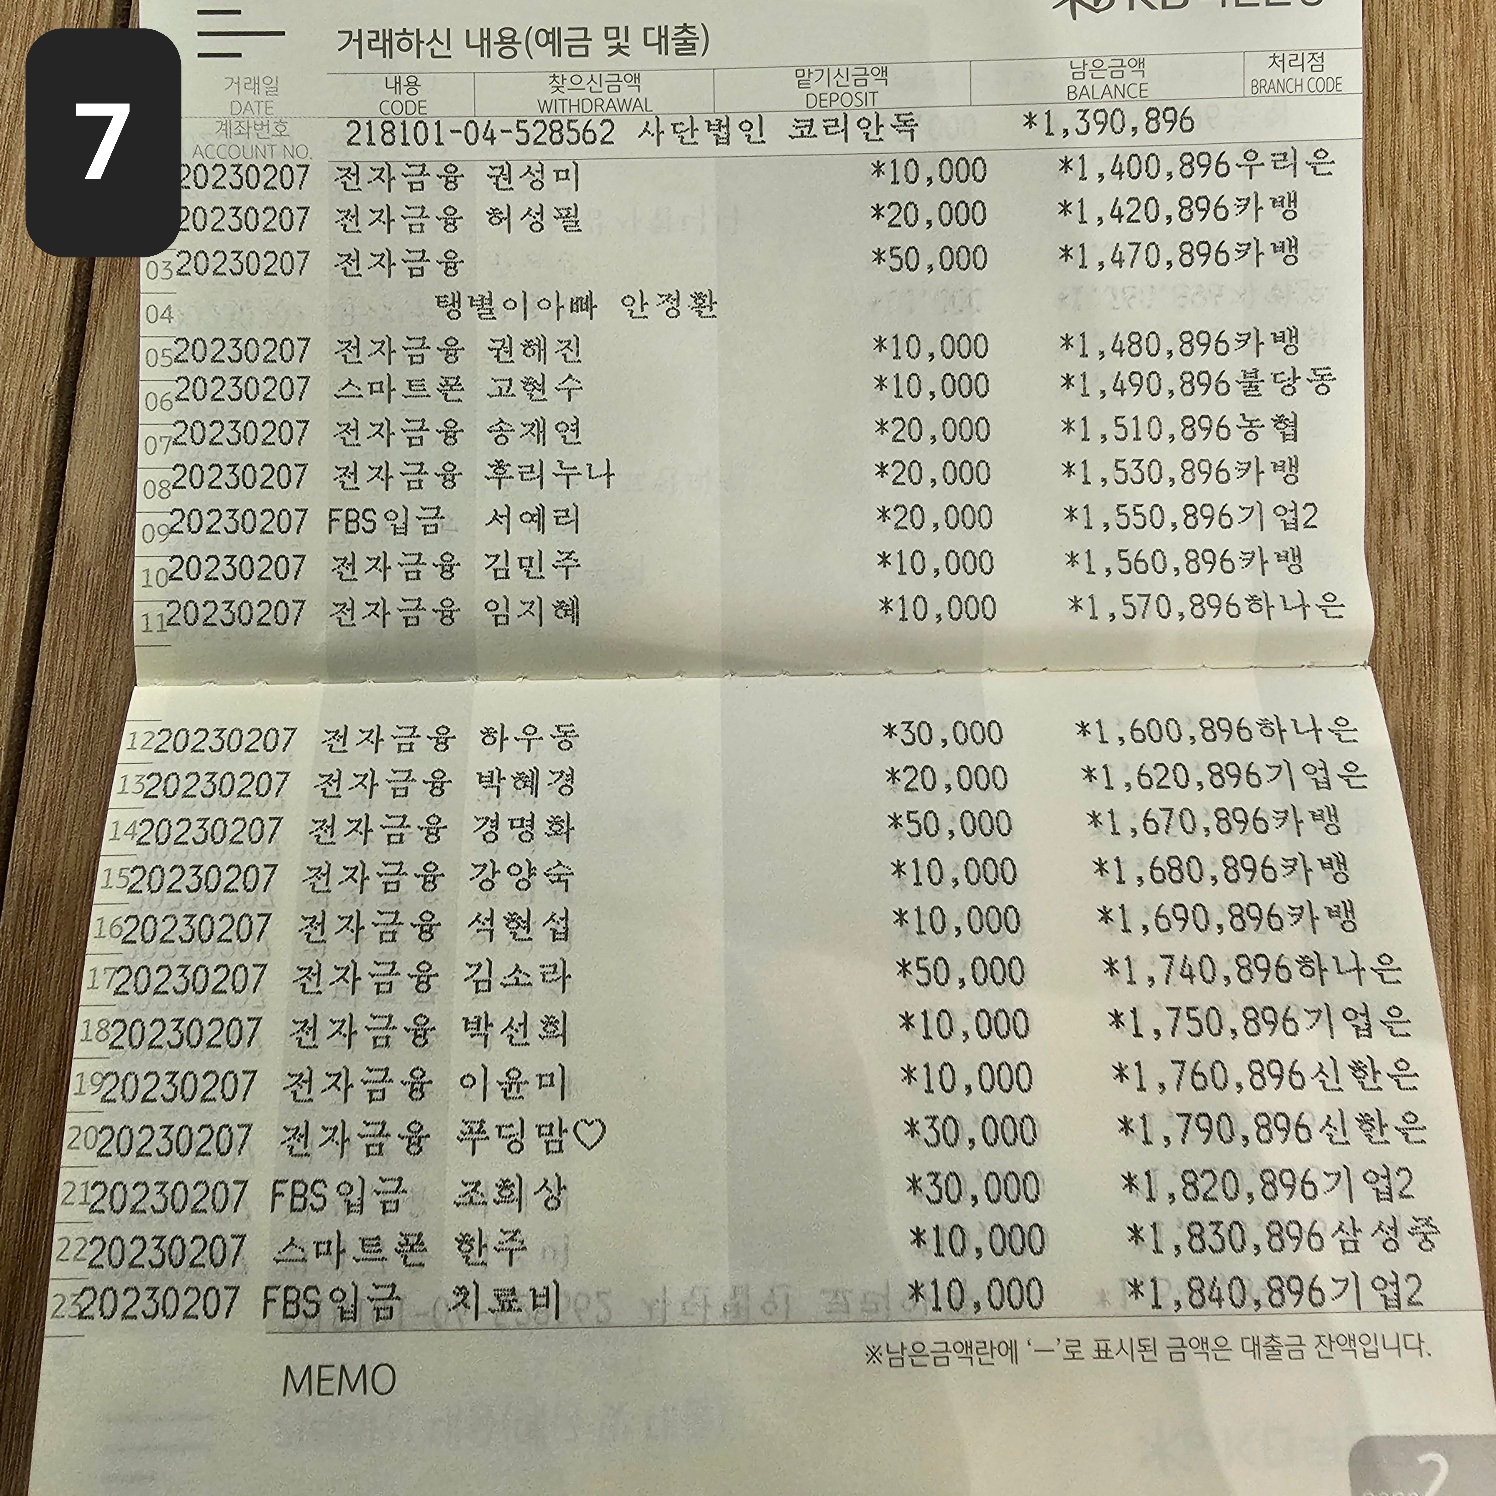 7
거래하신 내용(예금 및 대출)
거래일 내용 찾으신금액 맡기신금액 남은금액 처리점
DATE CODE WITHDRAWAL DEPOSIT BALANCE BRANCH CODE
계좌번호
ACCOUNT NO.
218101-04-528562 사단법인 코리안독 *1,390,896
20230207 전자금융 권성미 *10,000 *1,400,896우리은
20230207 전자금융 허성필 *20,000 *1,420,896카뱅
03 20230207 전자금융 *50,000 *1,470,896카뱅
04 탱별이아빠 안정환
05 20230207 전자금융 권해진 *10,000 *1,480,896카뱅
06 20230207 스마트폰 고현수 *10,000 *1,490,896불당동
07 20230207 전자금융 송재연 *20,000 *1,510,896농협
08 20230207 전자금융 후리누나 *20,000 *1,530,896카뱅
09 20230207 FBS입금 서예리 *20,000 *1,550,896기업2
10 20230207 전자금융 김민주 *10,000 *1,560,896카뱅
11 20230207 전자금융 임지혜 *10,000 *1,570,896하나은
12 20230207 전자금융 하우동 *30,000 *1,600,896하나은
13 20230207 전자금융 박혜경 *20,000 *1,620,896기업은
14 20230207 전자금융 경명화 *50,000 *1,670,896카뱅
15 20230207 전자금융 강양숙 *10,000 *1,680,896카뱅
16 20230207 전자금융 석현섭 *10,000 *1,690,896카뱅
17 20230207 전자금융 김소라 *50,000 *1,740,896하나은
18 20230207 전자금융 박선희 *10,000 *1,750,896기업은
19 20230207 전자금융 이윤미 *10,000 *1,760,896신한은
20 20230207 전자금융 푸딩맘♡ *30,000 *1,790,896신한은
21 20230207 FBS입금 조희상 *30,000 *1,820,896기업2
22 20230207 스마트폰 한주 *10,000 *1,830,896삼성중
23 20230207 FBS입금 치료비 *10,000 *1,840,896기업2
※남은금액란에 ‘—’로 표시된 금액은 대출금 잔액입니다.
MEMO
2